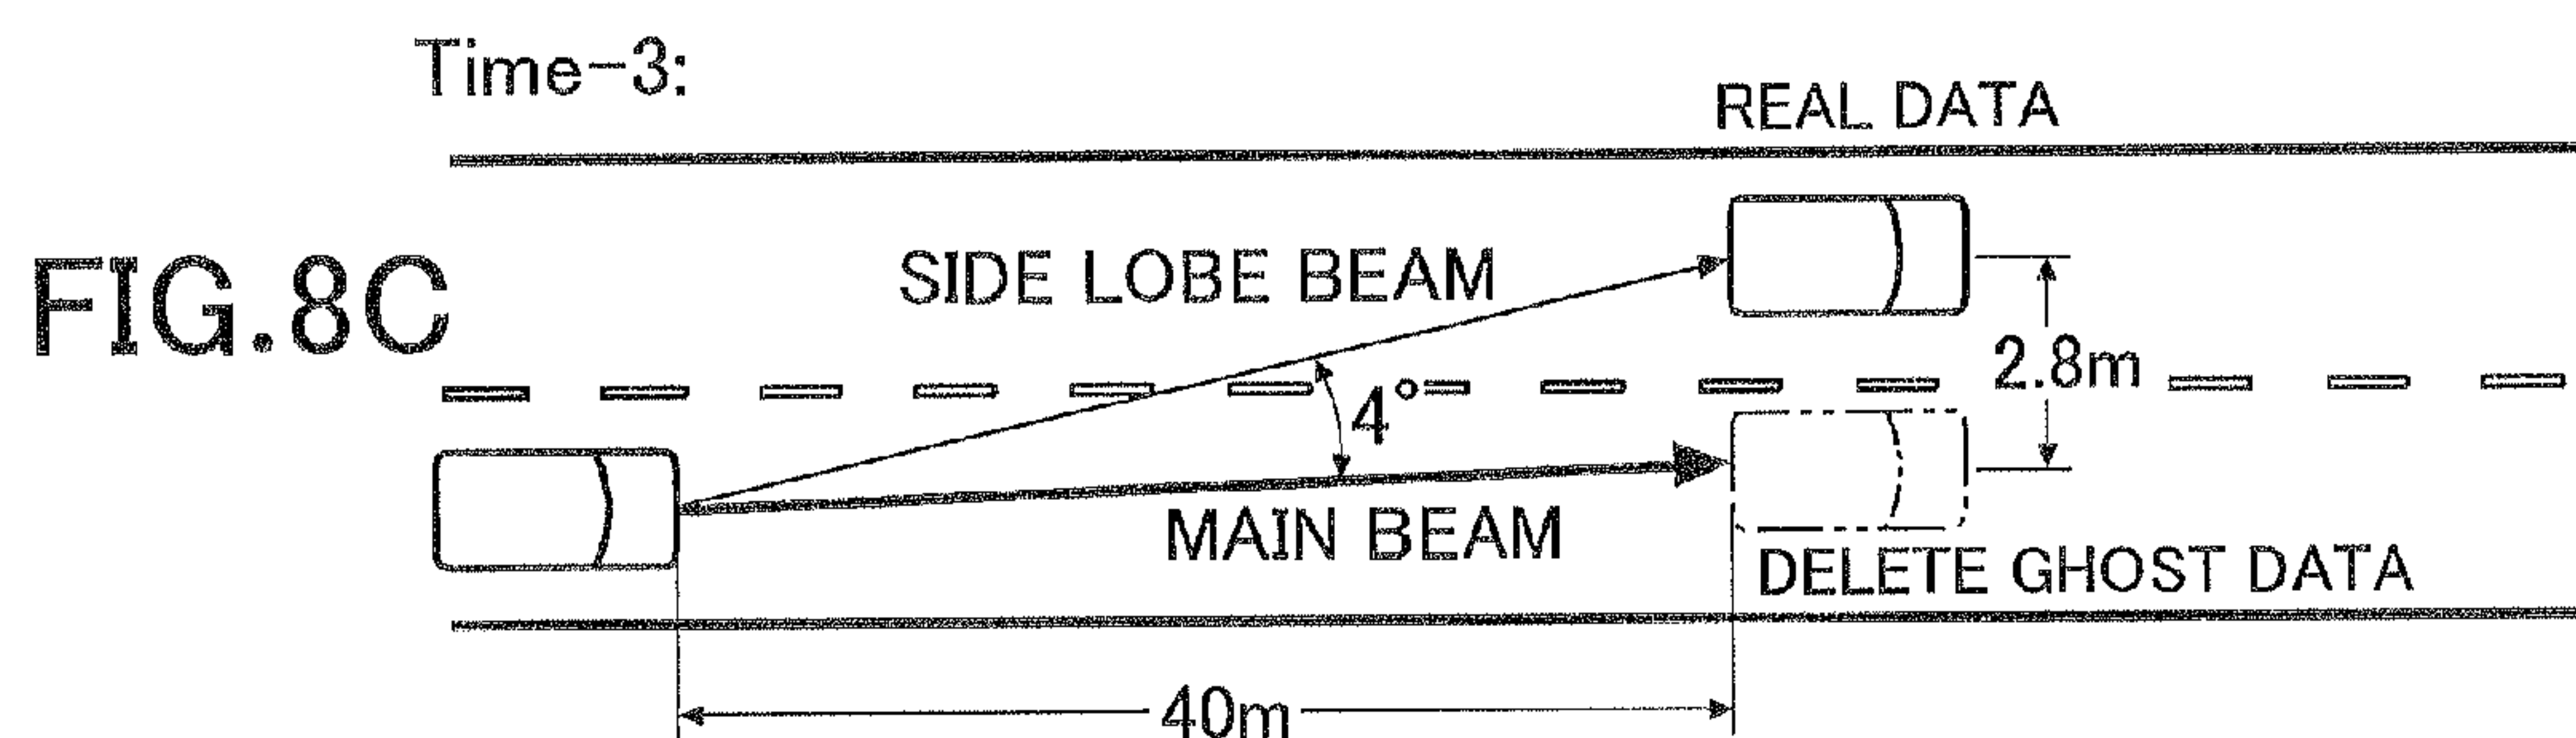 Time-3:
REAL DATA
FIG.8C
SIDE LOBE BEAM
2.8m
4°
MAIN BEAM
DELETE GHOST DATA
40m